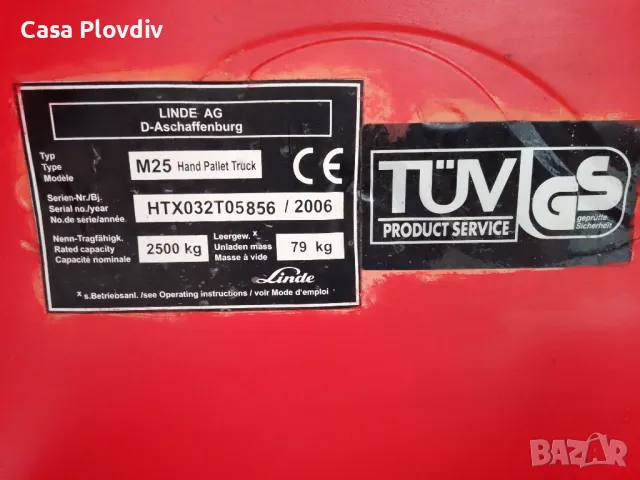 Casa Plovdiv
LINDE AG
D-Aschaffenburg
Typ
Type
Modèle
M25 Hand Pallet Truck
CE
Serien-Nr./Bj.
Serial no./year
No.de série/année
HTX032T05856 / 2006
Nenn-Tragfähigk.
Rated capacity
Capacité nominale
2500 kg
Leergew. x
Unladen mass
Masse à vide
79 kg
Linde
x s.Betriebsanl. /see Operating instructions / voir Mode d'emploi
TÜV
PRODUCT SERVICE
GS
geprüfte
Sicherheit
BAZAR